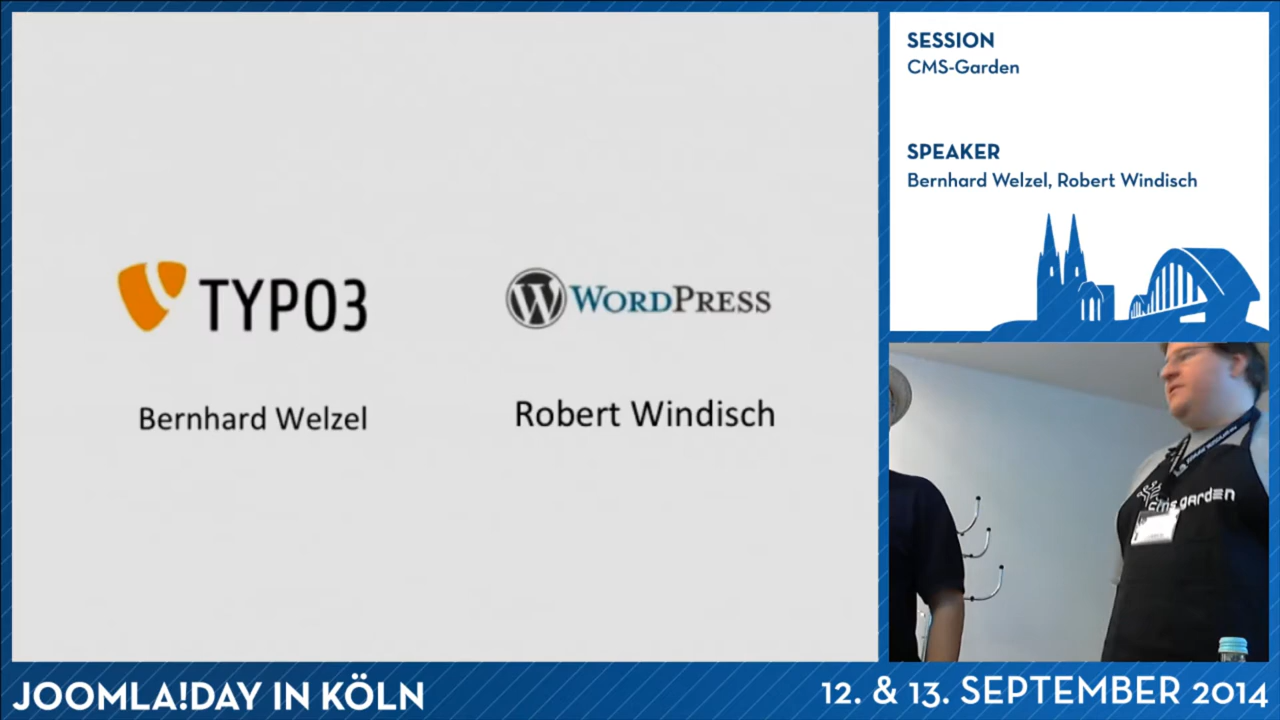 TYPO3
WORDPRESS
Bernhard Welzel
Robert Windisch
SESSION
CMS-Garden
SPEAKER
Bernhard Welzel, Robert Windisch
cms.garden
JOOMLA!DAY IN KÖLN
12. & 13. SEPTEMBER 2014